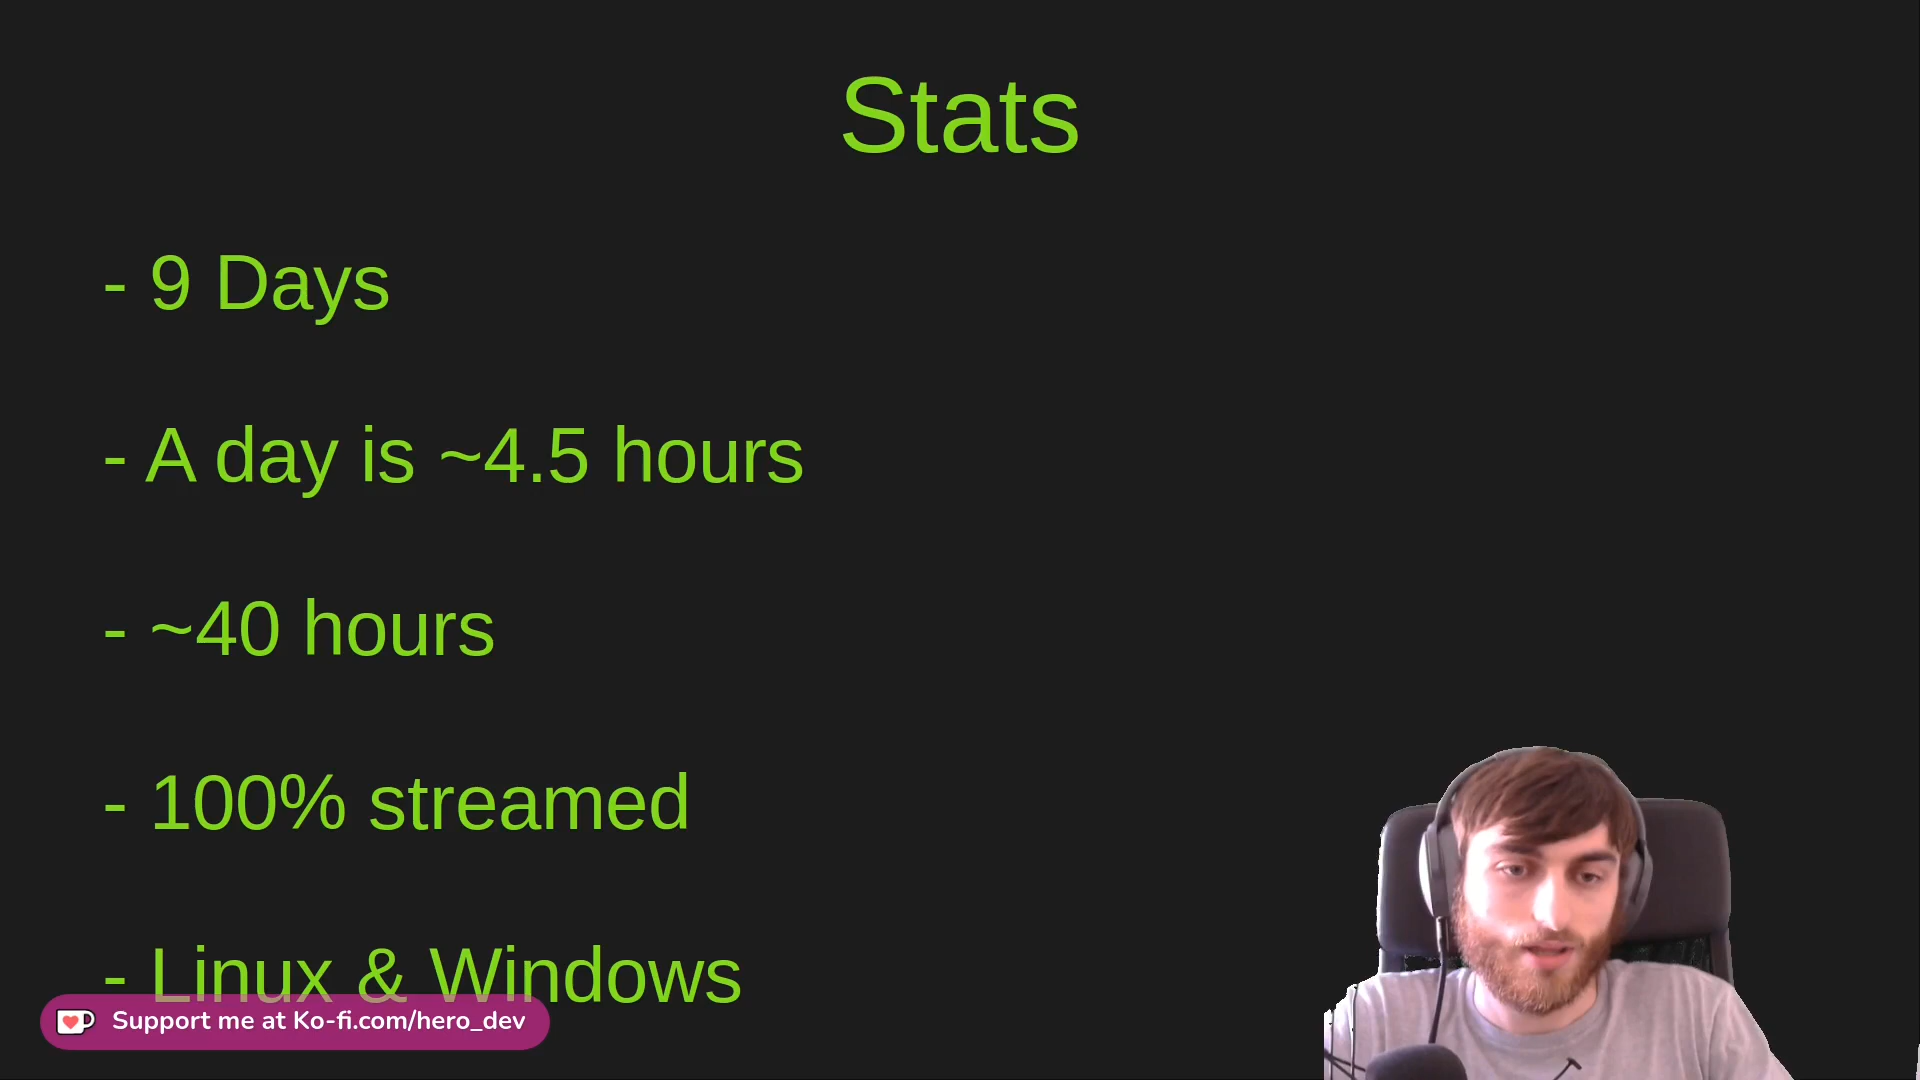 Stats
- 9 Days
- A day is ~4.5 hours
- ~40 hours
- 100% streamed
- Linux & Windows
Support me at Ko-fi.com/hero_dev